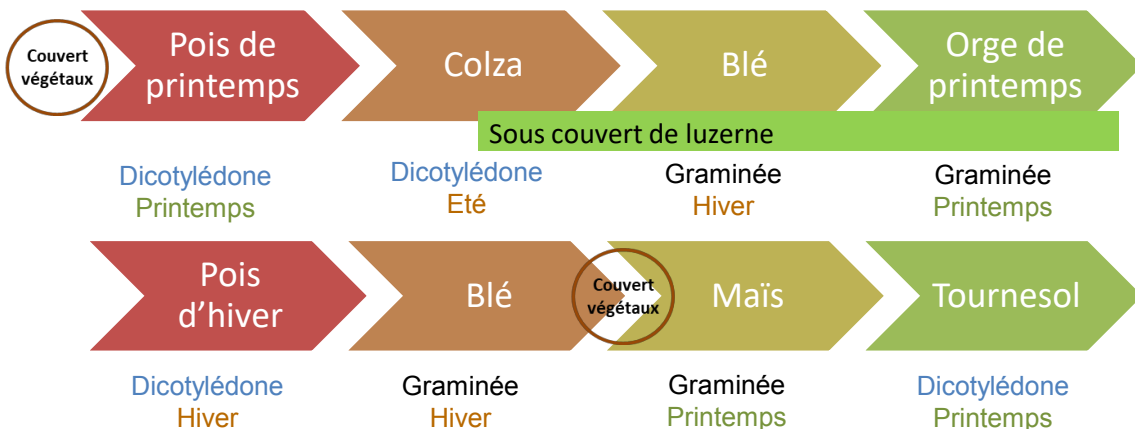 Couvert
végétaux
Pois de
printemps
Colza
Blé
Orge de
printemps
Sous couvert de luzerne
Dicotylédone
Printemps
Dicotylédone
Eté
Graminée
Hiver
Graminée
Printemps
Pois
d'hiver
Blé
Couvert
végétaux
Maïs
Tournesol
Dicotylédone
Hiver
Graminée
Hiver
Graminée
Printemps
Dicotylédone
Printemps